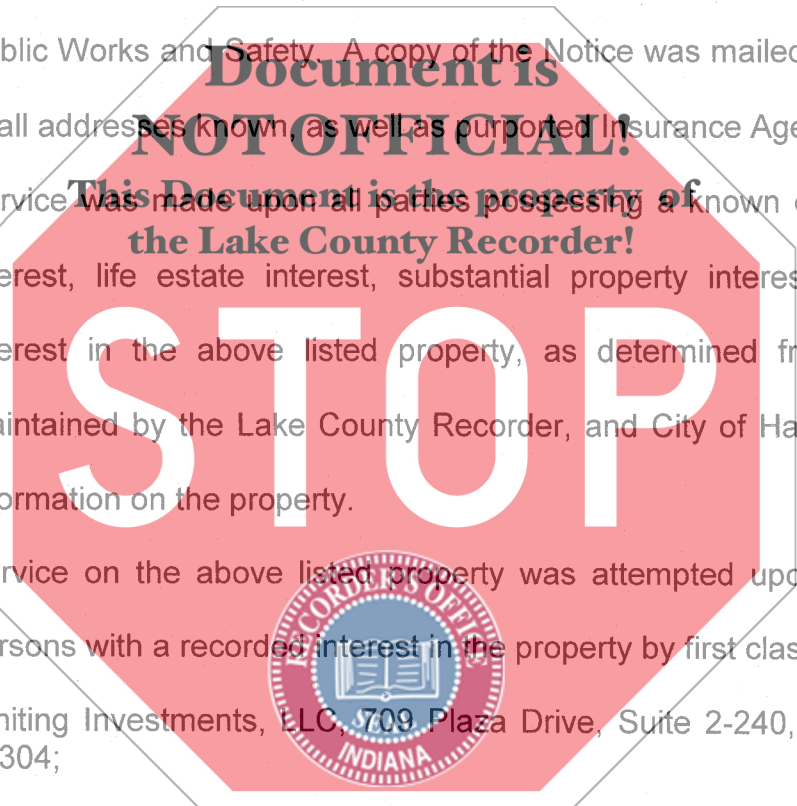 blic Works and Safety. A copy of the Notice was mailed
Document is
all addresses known, as well as purported Insurance Age
NOT OFFICIAL!
rvice was made upon all parties possessing a known
This Document is the property of
the Lake County Recorder!
erest, life estate interest, substantial property interes
STOP
erest in the above listed property, as determined fr
aintained by the Lake County Recorder, and City of Ha
ormation on the property.
rvice on the above listed property was attempted upo
RECORDER'S OFFICE
rsons with a recorded interest in the property by first clas
niting Investments, LLC, 709 Plaza Drive, Suite 2-240,
SEAL
INDIANA
304;